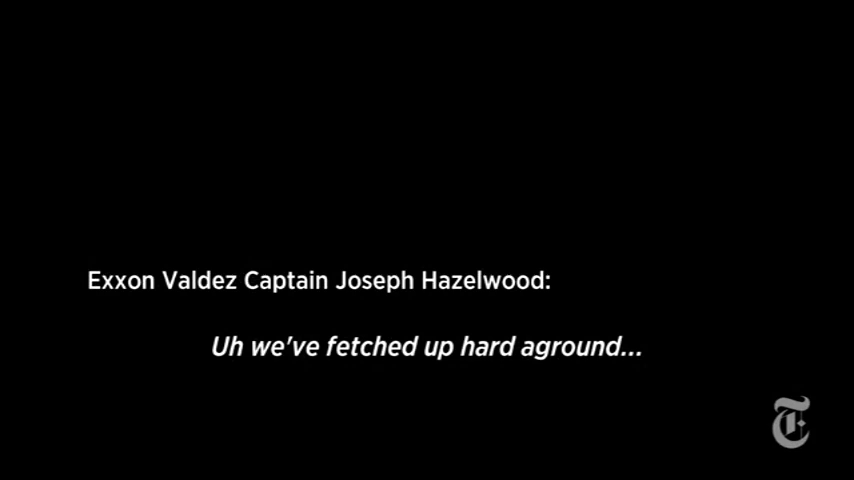 Exxon Valdez Captain Joseph Hazelwood:
Uh we've fetched up hard aground...
T